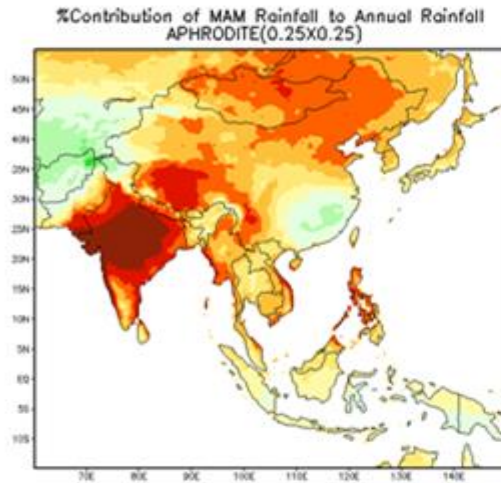 %Contribution of MAM Rainfall to Annual Rainfall
APHRODITE(0.25X0.25)
50N
45N
40N
35N
30N
25N
20N
15N
10N
5N
EQ
5S
10S
70E 80E 90E 100E 110E 120E 130E 140E